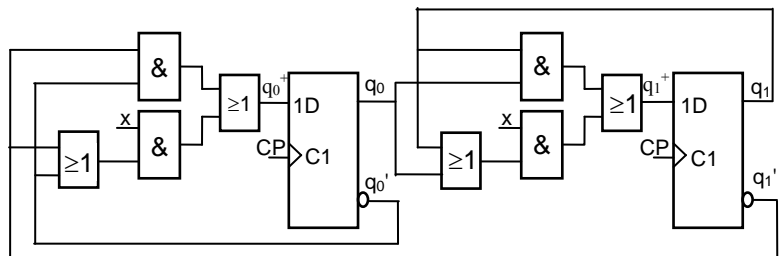 & ≥1 q₀⁺ 1D q₀ & ≥1 q₁⁺ 1D q₁
x ≥1 & CP C1 x ≥1 & CP C1
q₀' q₁'